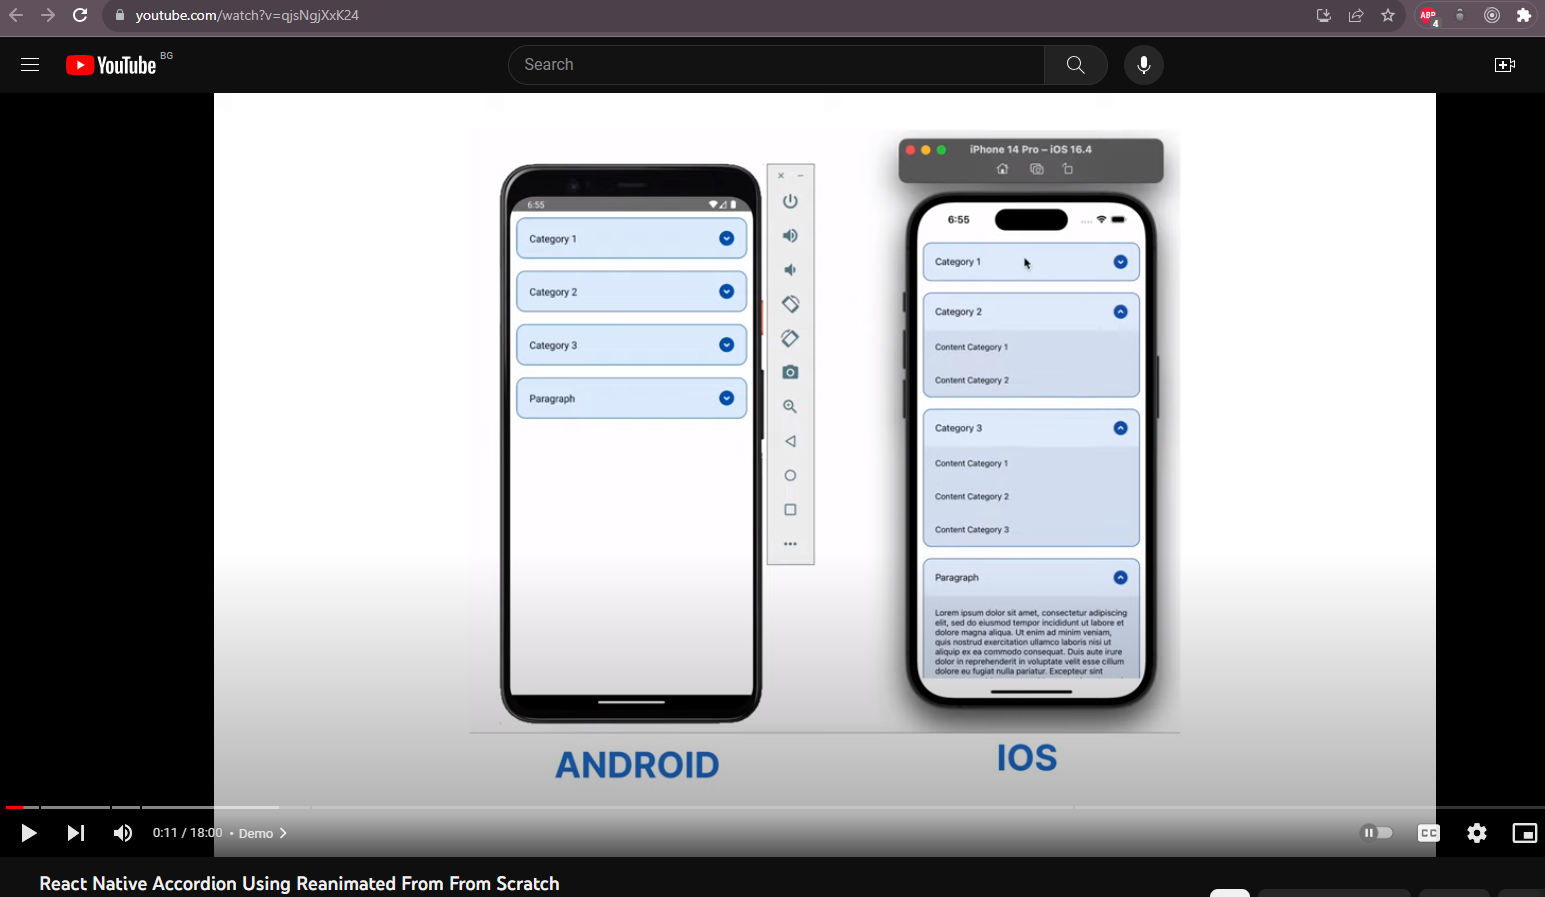 youtube.com/watch?v=qjsNgjXxK24
ABP
4
YouTube BG
Search
iPhone 14 Pro – iOS 16.4
6:55
Category 1
Category 2
Category 3
Paragraph
6:55
Category 1
Category 2
Content Category 1
Content Category 2
Category 3
Content Category 1
Content Category 2
Content Category 3
Paragraph
Lorem ipsum dolor sit amet, consectetur adipiscing
elit, sed do eiusmod tempor incididunt ut labore et
dolore magna aliqua. Ut enim ad minim veniam,
quis nostrud exercitation ullamco laboris nisi ut
aliquip ex ea commodo consequat. Duis aute irure
dolor in reprehenderit in voluptate velit esse cillum
dolore eu fugiat nulla pariatur. Excepteur sint
ANDROID
IOS
0:11 / 18:00 • Demo
CC
React Native Accordion Using Reanimated From From Scratch